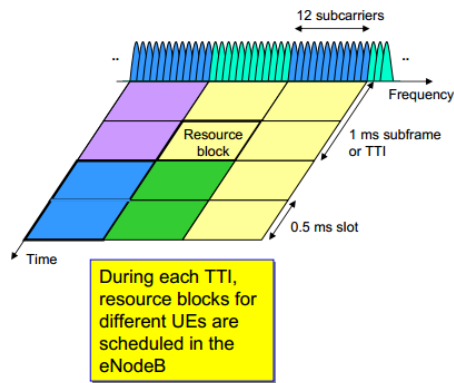 12 subcarriers
.. ..
Frequency
Resource
block
1 ms subframe
or TTI
0.5 ms slot
Time
During each TTI,
resource blocks for
different UEs are
scheduled in the
eNodeB